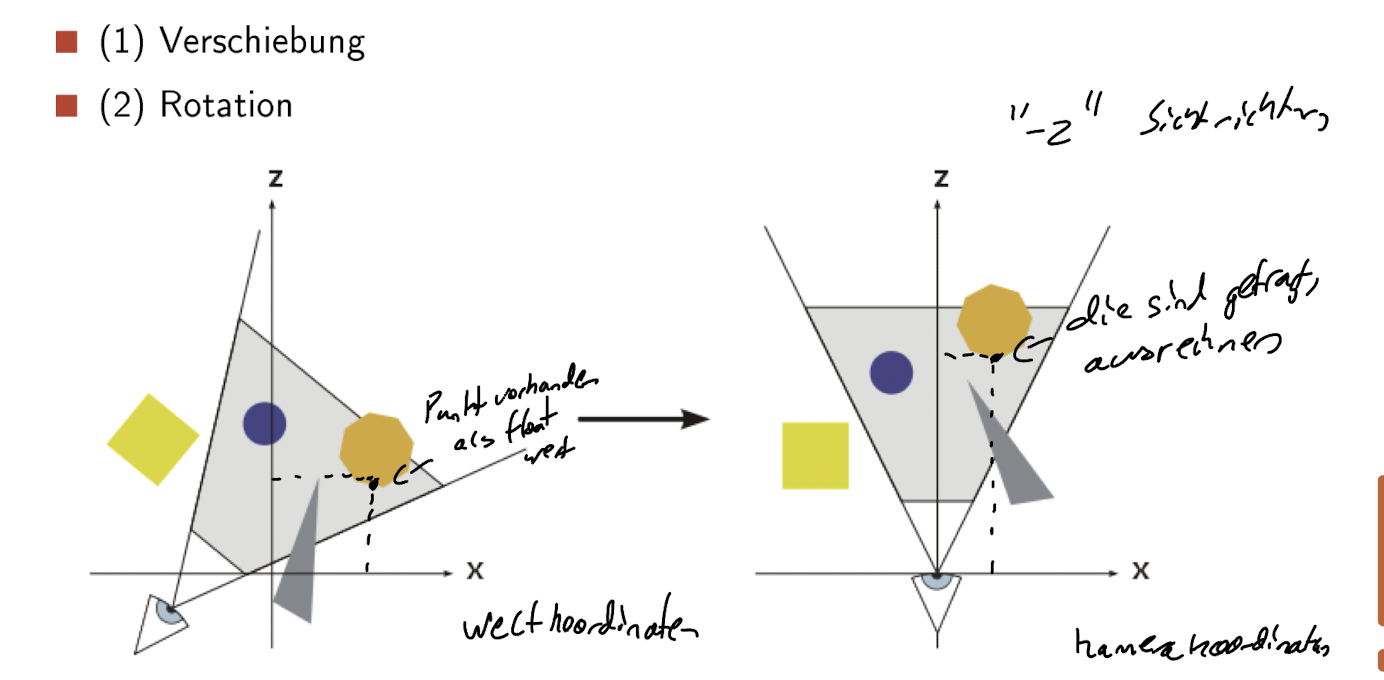 (1) Verschiebung
(2) Rotation
"-z" Sichtrichtung
z
Punkt vorhanden
als float
wert
x
weltkoordinaten
z
die sind gefragt,
ausrechnen
x
kamerakoordinaten